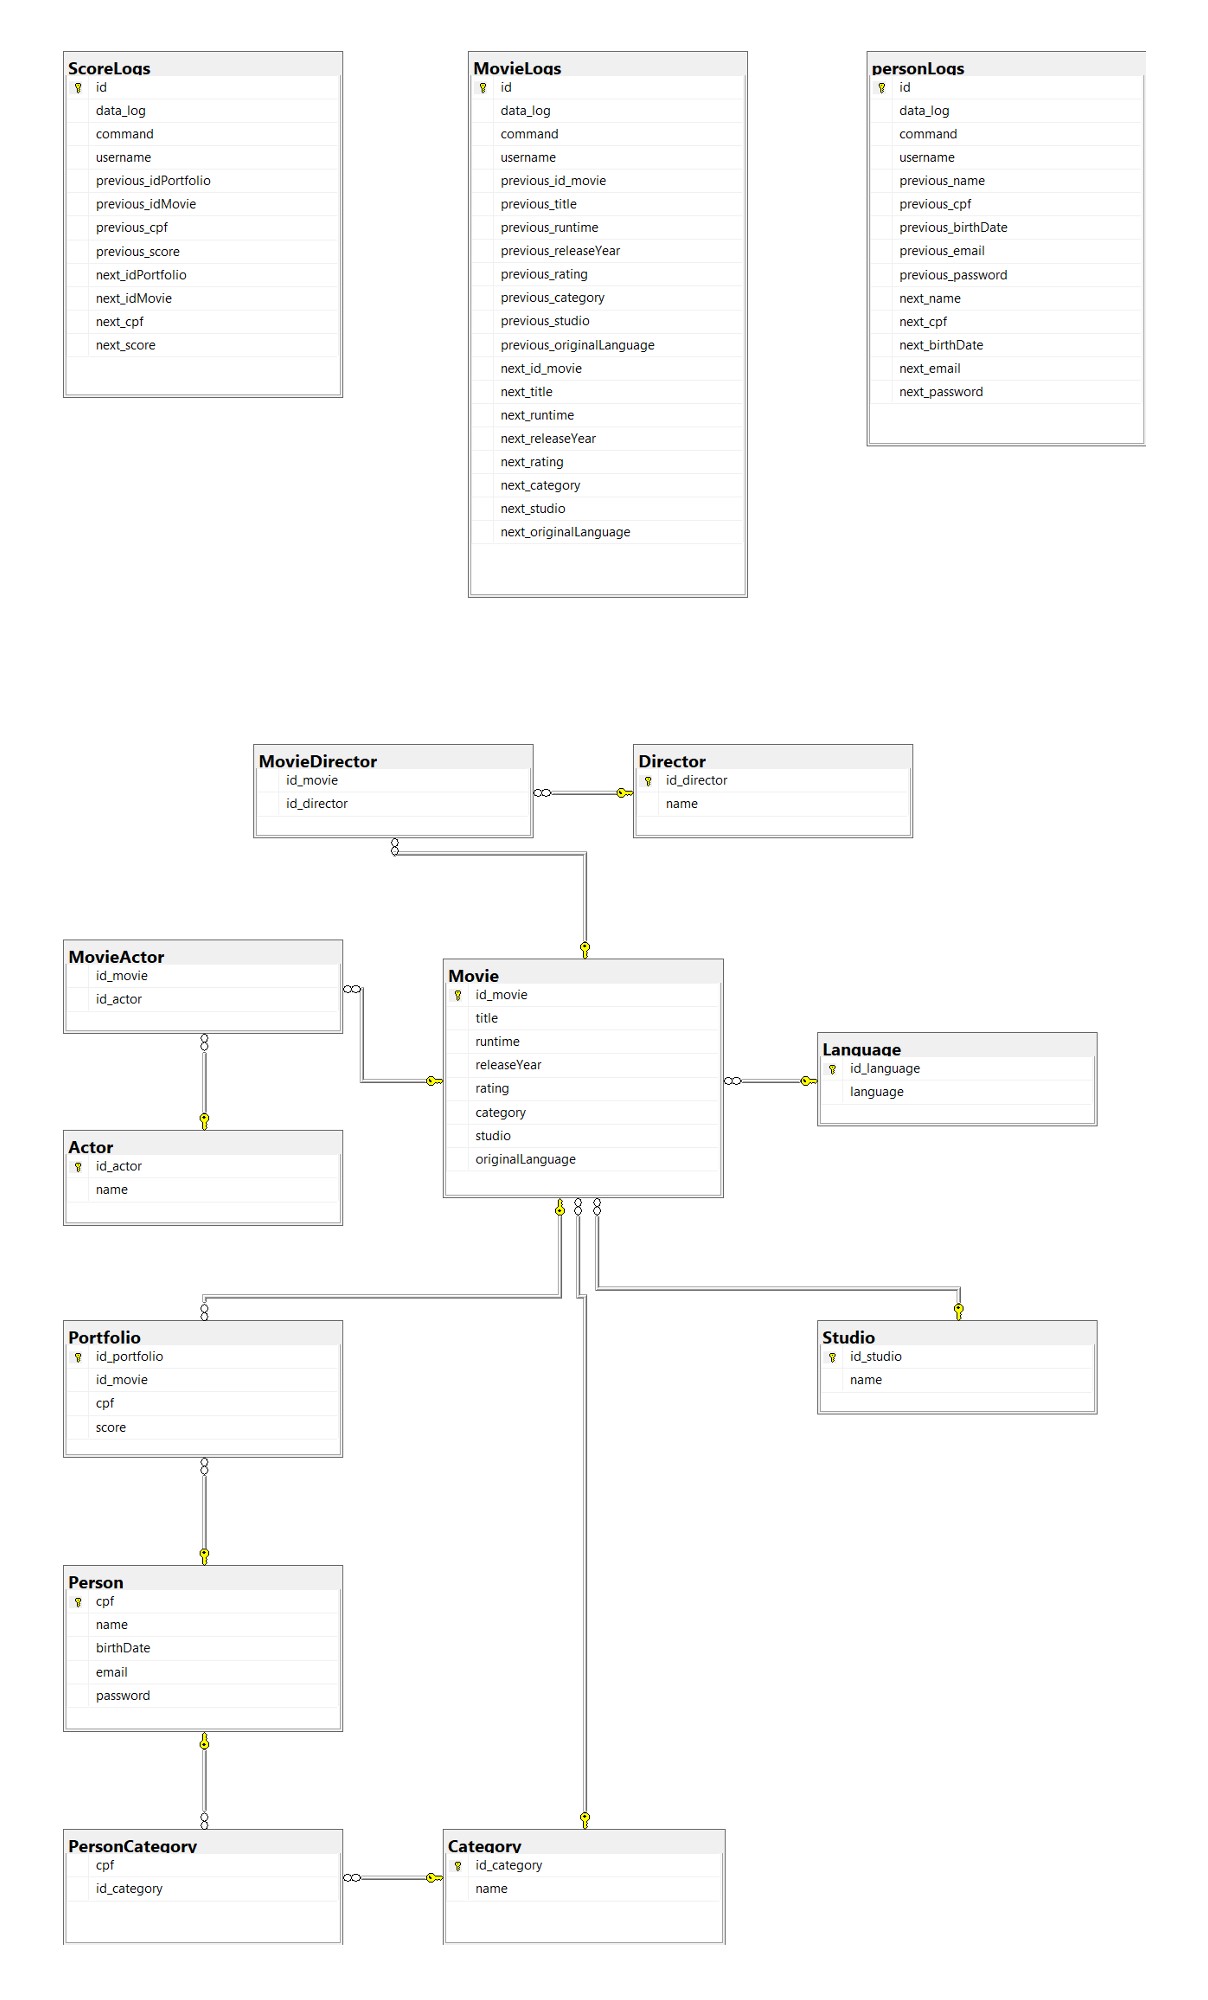 ScoreLogs
id
data_log
command
username
previous_idPortfolio
previous_idMovie
previous_cpf
previous_score
next_idPortfolio
next_idMovie
next_cpf
next_score
MovieLogs
id
data_log
command
username
previous_id_movie
previous_title
previous_runtime
previous_releaseYear
previous_rating
previous_category
previous_studio
previous_originalLanguage
next_id_movie
next_title
next_runtime
next_releaseYear
next_rating
next_category
next_studio
next_originalLanguage
personLogs
id
data_log
command
username
previous_name
previous_cpf
previous_birthDate
previous_email
previous_password
next_name
next_cpf
next_birthDate
next_email
next_password
MovieDirector
id_movie
id_director
Director
id_director
name
MovieActor
id_movie
id_actor
Movie
id_movie
title
runtime
releaseYear
rating
category
studio
originalLanguage
Language
id_language
language
Actor
id_actor
name
Portfolio
id_portfolio
id_movie
cpf
score
Studio
id_studio
name
Person
cpf
name
birthDate
email
password
PersonCategory
cpf
id_category
Category
id_category
name